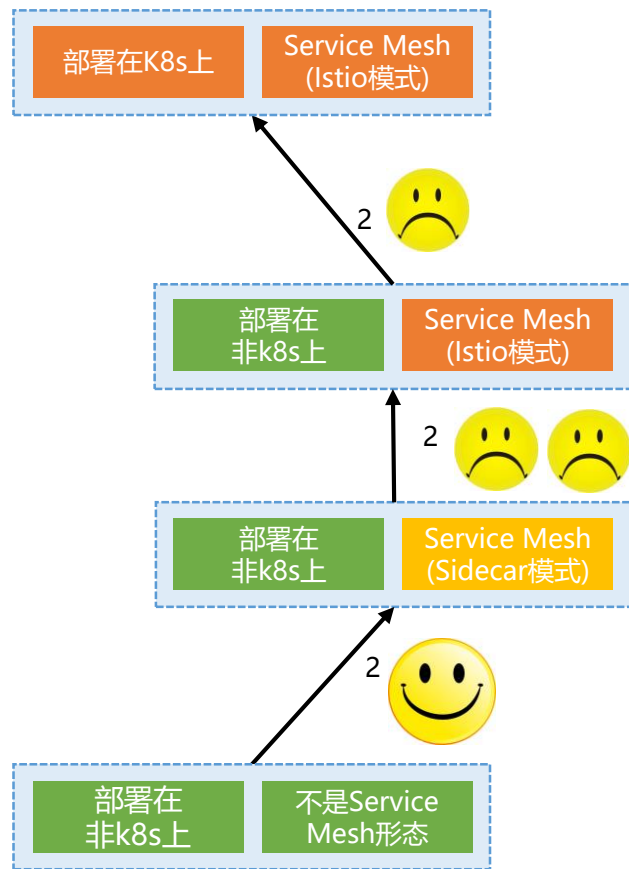 部署在K8s上
Service Mesh
(Istio模式)
2
部署在
非k8s上
Service Mesh
(Istio模式)
2
部署在
非k8s上
Service Mesh
(Sidecar模式)
2
部署在
非k8s上
不是Service
Mesh形态